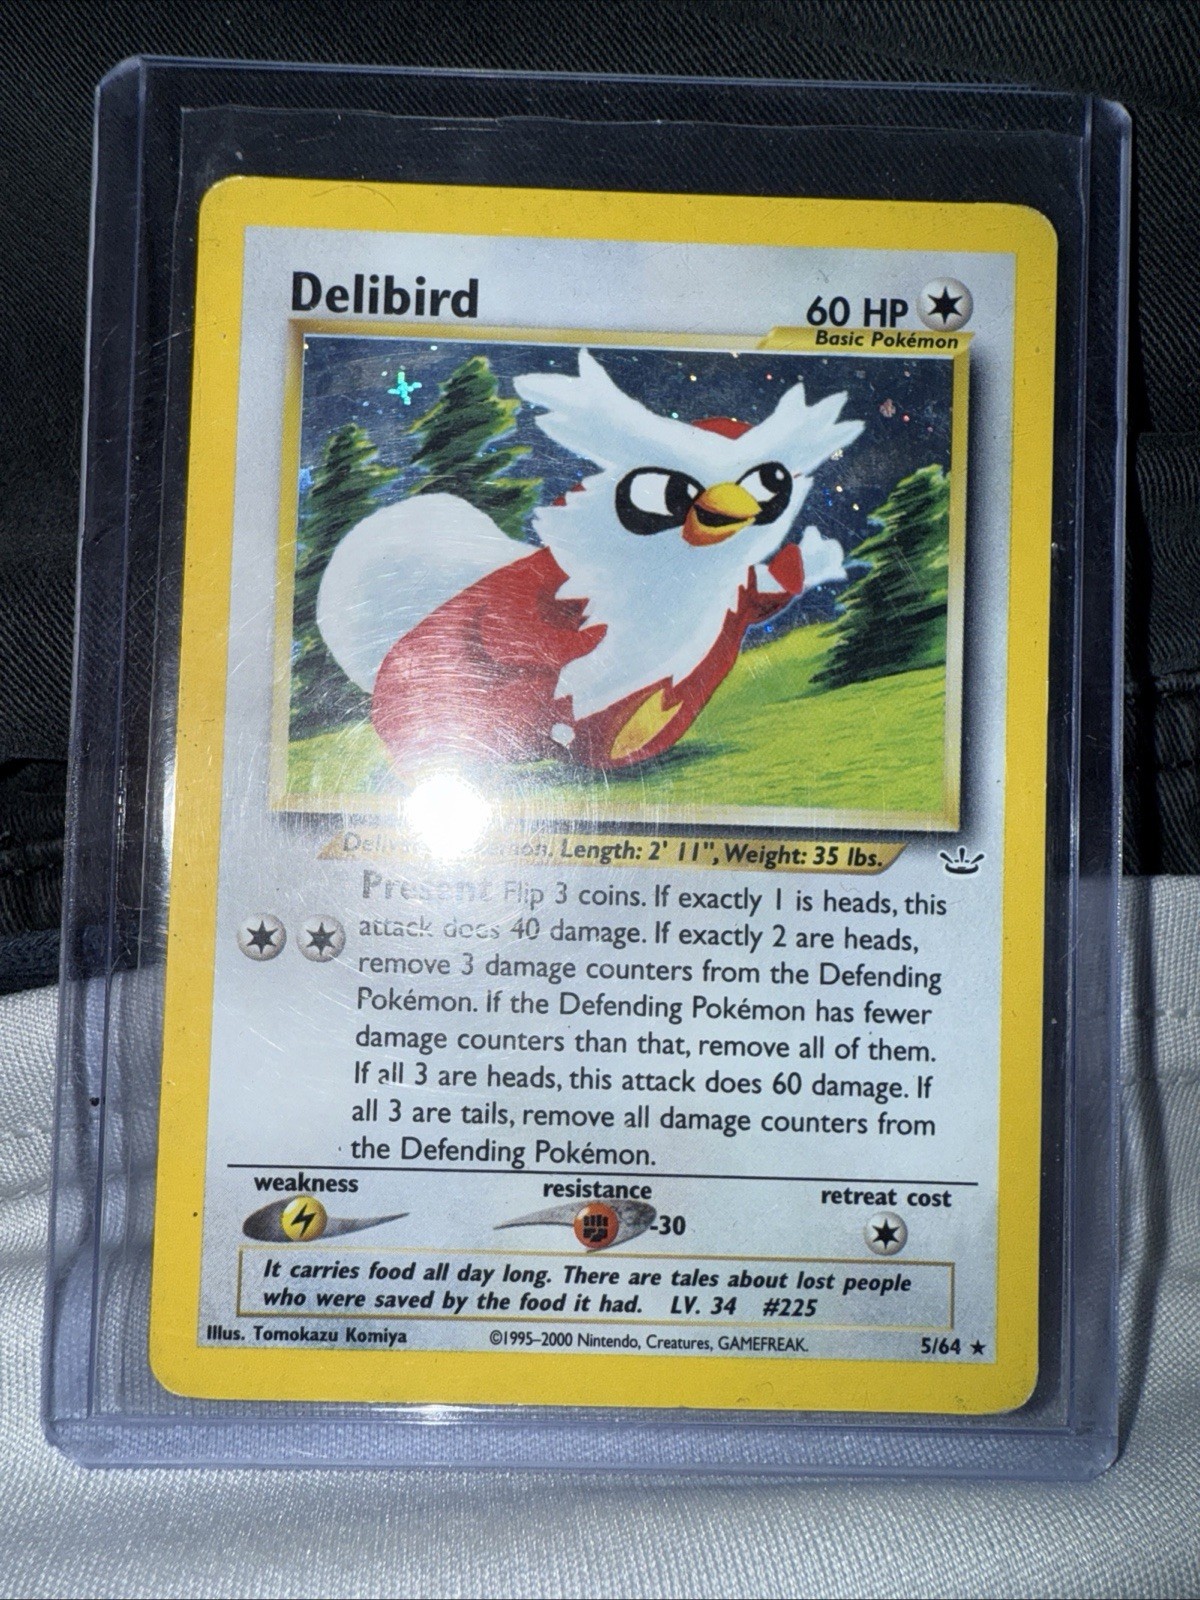 Delibird
60 HP
Basic Pokémon
Length: 2' 11", Weight: 35 lbs.
Present Flip 3 coins. If exactly 1 is heads, this
attack does 40 damage. If exactly 2 are heads,
remove 3 damage counters from the Defending
Pokémon. If the Defending Pokémon has fewer
damage counters than that, remove all of them.
If all 3 are heads, this attack does 60 damage. If
all 3 are tails, remove all damage counters from
the Defending Pokémon.
weakness
resistance
retreat cost
-30
It carries food all day long. There are tales about lost people
who were saved by the food it had. LV. 34 #225
Illus. Tomokazu Komiya
©1995–2000 Nintendo, Creatures, GAMEFREAK.
5/64 ★